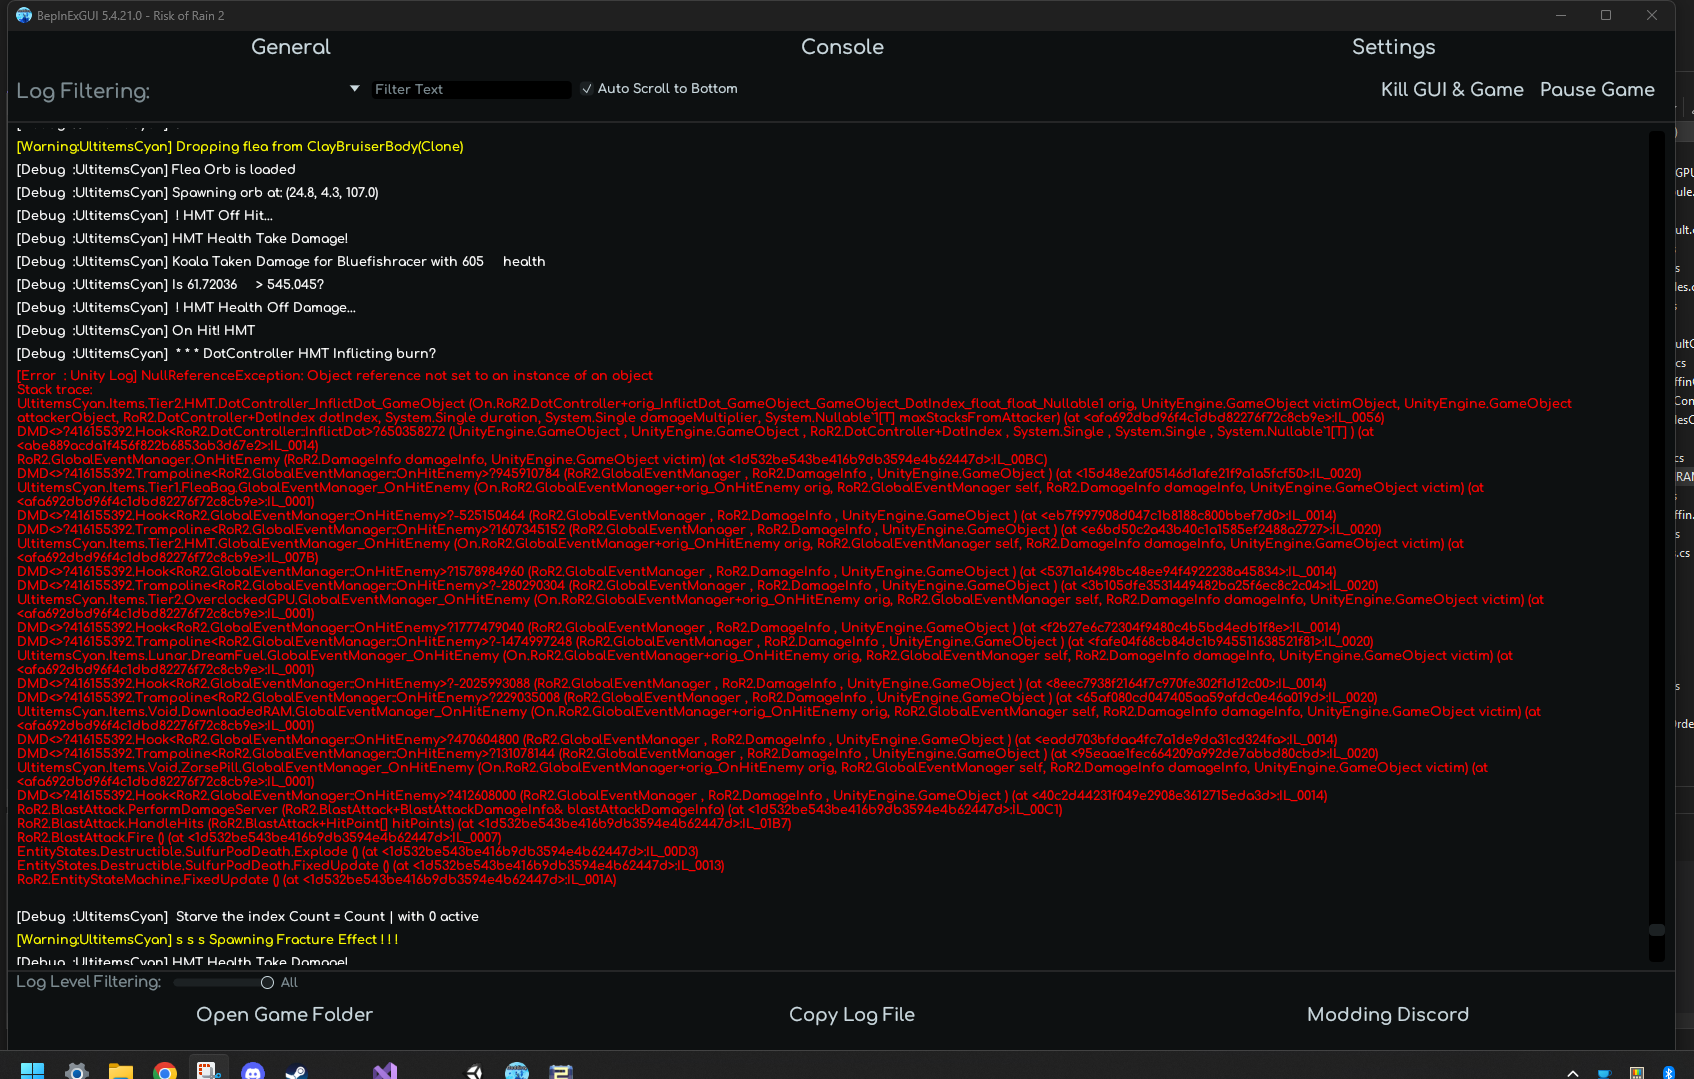 BepInExGUI 5.4.21.0 - Risk of Rain 2
General Console Settings
Log Filtering: Filter Text Auto Scroll to Bottom Kill GUI & Game Pause Game
[Warning:UltitemsCyan] Dropping flea from ClayBruiserBody(Clone)
[Debug :UltitemsCyan] Flea Orb is loaded
[Debug :UltitemsCyan] Spawning orb at: (24.8, 4.3, 107.0)
[Debug :UltitemsCyan] ! HMT Off Hit...
[Debug :UltitemsCyan] HMT Health Take Damage!
[Debug :UltitemsCyan] Koala Taken Damage for Bluefishracer with 605 health
[Debug :UltitemsCyan] Is 61.72036 > 545.045?
[Debug :UltitemsCyan] ! HMT Health Off Damage...
[Debug :UltitemsCyan] On Hit! HMT
[Debug :UltitemsCyan] * * * DotController HMT Inflicting burn?
[Error : Unity Log] NullReferenceException: Object reference not set to an instance of an object
Stack trace:
UltitemsCyan.Items.Tier2.HMT.DotController_InflictDot_GameObject (On.RoR2.DotController+orig_InflictDot_GameObject_GameObject_DotIndex_float_float_Nullable1 orig, UnityEngine.GameObject victimObject, UnityEngine.GameObject
attackerObject, RoR2.DotController+DotIndex dotIndex, System.Single duration, System.Single damageMultiplier, System.Nullable`1[T] maxStacksFromAttacker) (at <afa692dbd96f4c1dbd82276f72c8cb9e>:IL_0056)
DMD<>?416155392.Hook<RoR2.DotController::InflictDot>?650358272 (UnityEngine.GameObject , UnityEngine.GameObject , RoR2.DotController+DotIndex , System.Single , System.Single , System.Nullable`1[T] ) (at
<abe889acda1f456f822b6853ab3d67e2>:IL_0014)
RoR2.GlobalEventManager.OnHitEnemy (RoR2.DamageInfo damageInfo, UnityEngine.GameObject victim) (at <1d532be543be416b9db3594e4b62447d>:IL_00BC)
DMD<>?416155392.Trampoline<RoR2.GlobalEventManager::OnHitEnemy>?945910784 (RoR2.GlobalEventManager , RoR2.DamageInfo , UnityEngine.GameObject ) (at <15d48e2af05146d1afe21f9a1a5fcf50>:IL_0020)
UltitemsCyan.Items.Tier1.FleaBag.GlobalEventManager_OnHitEnemy (On.RoR2.GlobalEventManager+orig_OnHitEnemy orig, RoR2.GlobalEventManager self, RoR2.DamageInfo damageInfo, UnityEngine.GameObject victim) (at
<afa692dbd96f4c1dbd82276f72c8cb9e>:IL_0001)
DMD<>?416155392.Hook<RoR2.GlobalEventManager::OnHitEnemy>?-525150464 (RoR2.GlobalEventManager , RoR2.DamageInfo , UnityEngine.GameObject ) (at <eb7f997908d047c1b8188c800bbef7d0>:IL_0014)
DMD<>?416155392.Trampoline<RoR2.GlobalEventManager::OnHitEnemy>?1607345152 (RoR2.GlobalEventManager , RoR2.DamageInfo , UnityEngine.GameObject ) (at <e6bd50c2a43b40c1a1585ef2488a2727>:IL_0020)
UltitemsCyan.Items.Tier2.HMT.GlobalEventManager_OnHitEnemy (On.RoR2.GlobalEventManager+orig_OnHitEnemy orig, RoR2.GlobalEventManager self, RoR2.DamageInfo damageInfo, UnityEngine.GameObject victim) (at
<afa692dbd96f4c1dbd82276f72c8cb9e>:IL_007B)
DMD<>?416155392.Hook<RoR2.GlobalEventManager::OnHitEnemy>?1578984960 (RoR2.GlobalEventManager , RoR2.DamageInfo , UnityEngine.GameObject ) (at <5371a16498bc48ee94f4922238a45834>:IL_0014)
DMD<>?416155392.Trampoline<RoR2.GlobalEventManager::OnHitEnemy>?-280290304 (RoR2.GlobalEventManager , RoR2.DamageInfo , UnityEngine.GameObject ) (at <3b105dfe3531449482ba25f6ec8c2c04>:IL_0020)
UltitemsCyan.Items.Tier2.OverclockedGPU.GlobalEventManager_OnHitEnemy (On.RoR2.GlobalEventManager+orig_OnHitEnemy orig, RoR2.GlobalEventManager self, RoR2.DamageInfo damageInfo, UnityEngine.GameObject victim) (at
<afa692dbd96f4c1dbd82276f72c8cb9e>:IL_0001)
DMD<>?416155392.Hook<RoR2.GlobalEventManager::OnHitEnemy>?1777479040 (RoR2.GlobalEventManager , RoR2.DamageInfo , UnityEngine.GameObject ) (at <f2b27e6c72304f9480c4b5bd4edb1f8e>:IL_0014)
DMD<>?416155392.Trampoline<RoR2.GlobalEventManager::OnHitEnemy>?-1474997248 (RoR2.GlobalEventManager , RoR2.DamageInfo , UnityEngine.GameObject ) (at <fafe04f68cb84dc1b945511638521f81>:IL_0020)
UltitemsCyan.Items.Lunar.DreamFuel.GlobalEventManager_OnHitEnemy (On.RoR2.GlobalEventManager+orig_OnHitEnemy orig, RoR2.GlobalEventManager self, RoR2.DamageInfo damageInfo, UnityEngine.GameObject victim) (at
<afa692dbd96f4c1dbd82276f72c8cb9e>:IL_0001)
DMD<>?416155392.Hook<RoR2.GlobalEventManager::OnHitEnemy>?-2025993088 (RoR2.GlobalEventManager , RoR2.DamageInfo , UnityEngine.GameObject ) (at <8eec7938f2164f7c970fe302f1d12c00>:IL_0014)
DMD<>?416155392.Trampoline<RoR2.GlobalEventManager::OnHitEnemy>?229035008 (RoR2.GlobalEventManager , RoR2.DamageInfo , UnityEngine.GameObject ) (at <65af080cd047405aa59afdc0e46a019d>:IL_0020)
UltitemsCyan.Items.Void.DownloadedRAM.GlobalEventManager_OnHitEnemy (On.RoR2.GlobalEventManager+orig_OnHitEnemy orig, RoR2.GlobalEventManager self, RoR2.DamageInfo damageInfo, UnityEngine.GameObject victim) (at
<afa692dbd96f4c1dbd82276f72c8cb9e>:IL_0001)
DMD<>?416155392.Hook<RoR2.GlobalEventManager::OnHitEnemy>?470604800 (RoR2.GlobalEventManager , RoR2.DamageInfo , UnityEngine.GameObject ) (at <eadd703bfdaa4fc7a1de9da31cd324fa>:IL_0014)
DMD<>?416155392.Trampoline<RoR2.GlobalEventManager::OnHitEnemy>?131078144 (RoR2.GlobalEventManager , RoR2.DamageInfo , UnityEngine.GameObject ) (at <95eaae1fec664209a992de7abbd80cbd>:IL_0020)
UltitemsCyan.Items.Void.ZorsePill.GlobalEventManager_OnHitEnemy (On.RoR2.GlobalEventManager+orig_OnHitEnemy orig, RoR2.GlobalEventManager self, RoR2.DamageInfo damageInfo, UnityEngine.GameObject victim) (at
<afa692dbd96f4c1dbd82276f72c8cb9e>:IL_0001)
DMD<>?416155392.Hook<RoR2.GlobalEventManager::OnHitEnemy>?412608000 (RoR2.GlobalEventManager , RoR2.DamageInfo , UnityEngine.GameObject ) (at <40c2d44231f049e2908e3612715eda3d>:IL_0014)
RoR2.BlastAttack.PerformDamageServer (RoR2.BlastAttack+BlastAttackDamageInfo& blastAttackDamageInfo) (at <1d532be543be416b9db3594e4b62447d>:IL_00C1)
RoR2.BlastAttack.HandleHits (RoR2.BlastAttack+HitPoint[] hitPoints) (at <1d532be543be416b9db3594e4b62447d>:IL_01B7)
RoR2.BlastAttack.Fire () (at <1d532be543be416b9db3594e4b62447d>:IL_0007)
EntityStates.Destructible.SulfurPodDeath.Explode () (at <1d532be543be416b9db3594e4b62447d>:IL_00D3)
EntityStates.Destructible.SulfurPodDeath.FixedUpdate () (at <1d532be543be416b9db3594e4b62447d>:IL_0013)
RoR2.EntityStateMachine.FixedUpdate () (at <1d532be543be416b9db3594e4b62447d>:IL_001A)
[Debug :UltitemsCyan] Starve the index Count = Count | with 0 active
[Warning:UltitemsCyan] s s s Spawning Fracture Effect ! ! !
[Debug :UltitemsCyan] HMT Health Take Damage!
Log Level Filtering: All
Open Game Folder Copy Log File Modding Discord